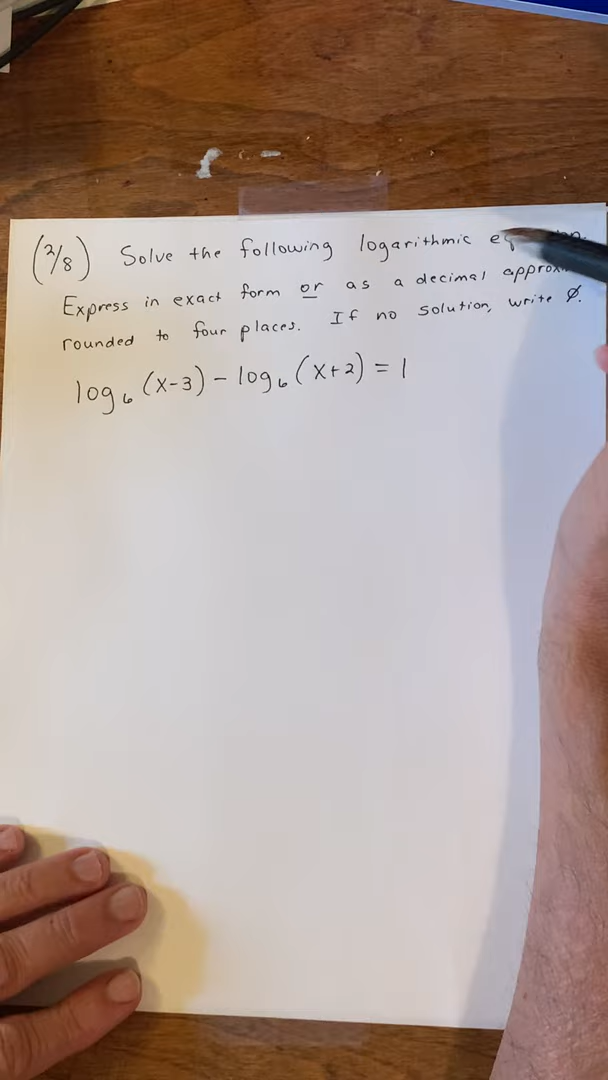 (2/8) Solve the following logarithmic
Express in exact form or as a decimal
rounded to four places. If no solution, write ∅.
log₆(x-3) - log₆(x+2) = 1